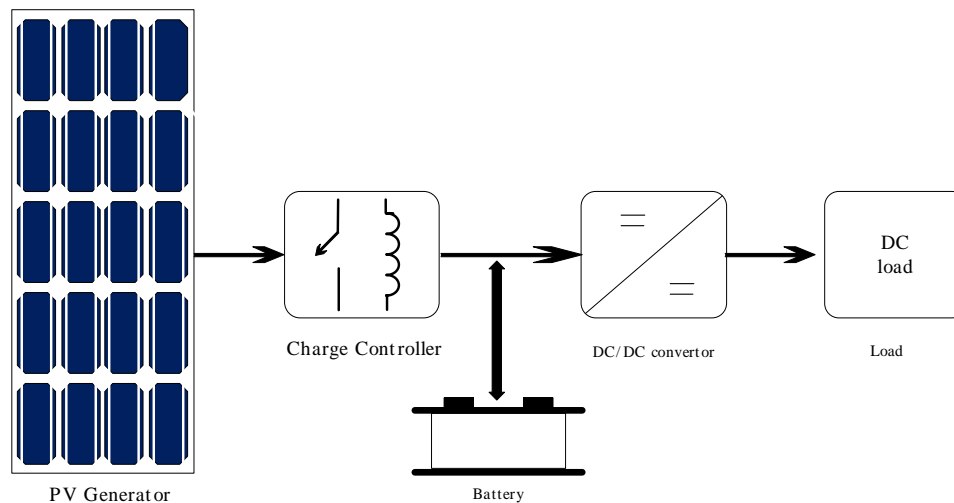 DC
load
Charge Controller
DC/DC convertor
Load
PV Generator
Battery